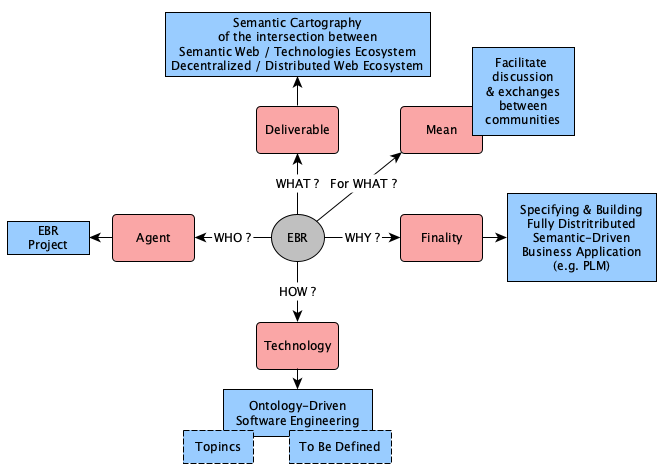 Semantic Cartography
of the intersection between
Semantic Web / Technologies Ecosystem
Decentralized / Distributed Web Ecosystem
Facilitate
discussion
& exchanges
between
communities
Deliverable
Mean
WHAT ?
For WHAT ?
Specifying & Building
Fully Distritributed
Semantic-Driven
Business Application
(e.g. PLM)
EBR
Project
Agent
WHO ?
EBR
WHY ?
Finality
HOW ?
Technology
Ontology-Driven
Software Engineering
Topincs
To Be Defined